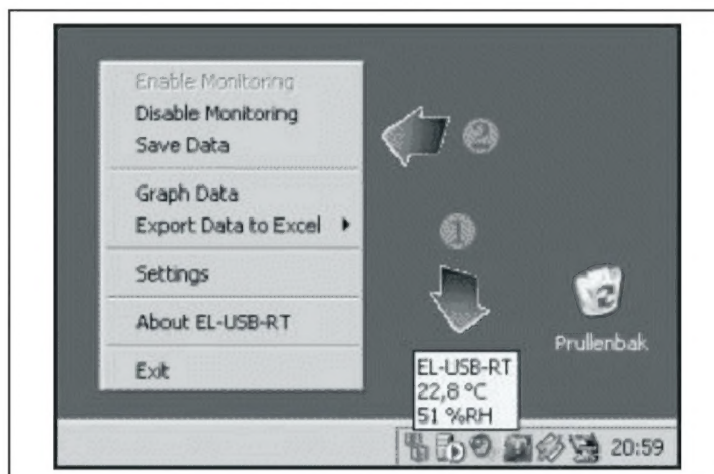 Enable Monitoring
Disable Monitoring
Save Data
Graph Data
Export Data to Excel
Settings
About EL-USB-RT
Exit
2
1
Prullenbak
EL-USB-RT
22,8 °C
51 %RH
20:59